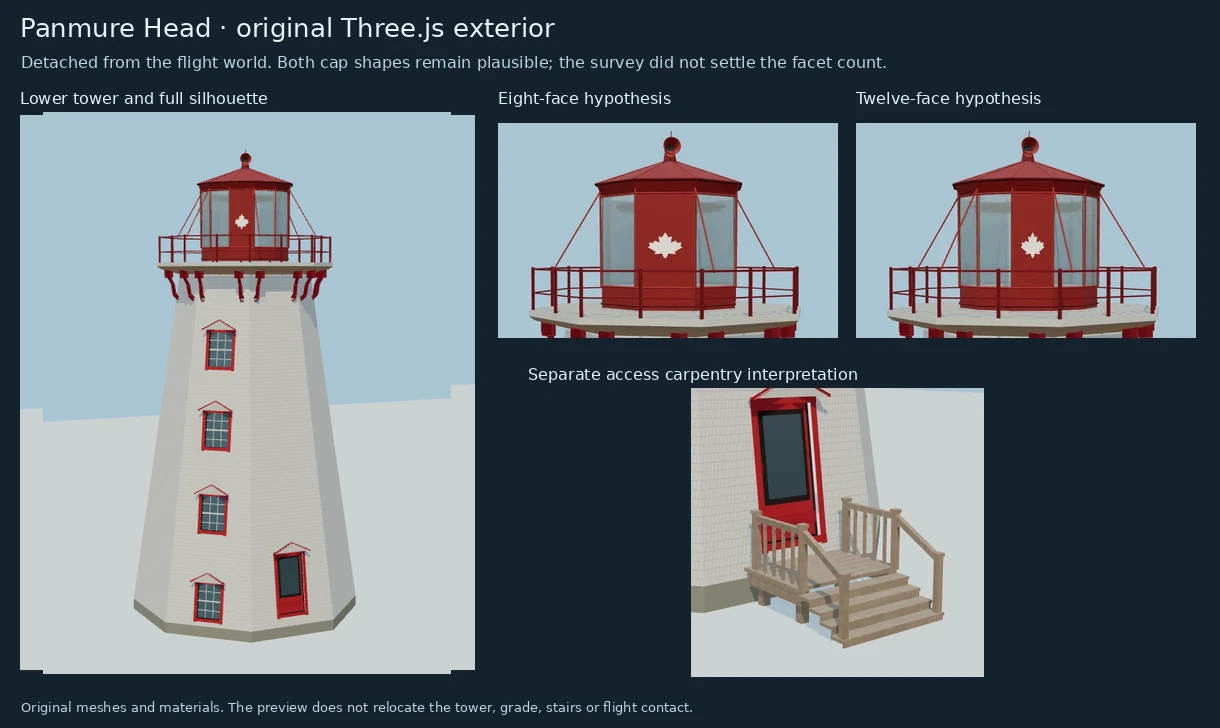 Panmure Head · original Three.js exterior
Detached from the flight world. Both cap shapes remain plausible; the survey did not settle the facet count.
Lower tower and full silhouette
Eight-face hypothesis
Twelve-face hypothesis
Separate access carpentry interpretation
Original meshes and materials. The preview does not relocate the tower, grade, stairs or flight contact.